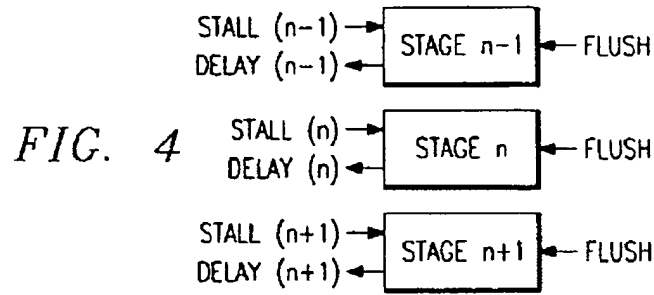 STALL (n-1)
DELAY (n-1)
STAGE n-1
FLUSH
FIG. 4
STALL (n)
DELAY (n)
STAGE n
FLUSH
STALL (n+1)
DELAY (n+1)
STAGE n+1
FLUSH